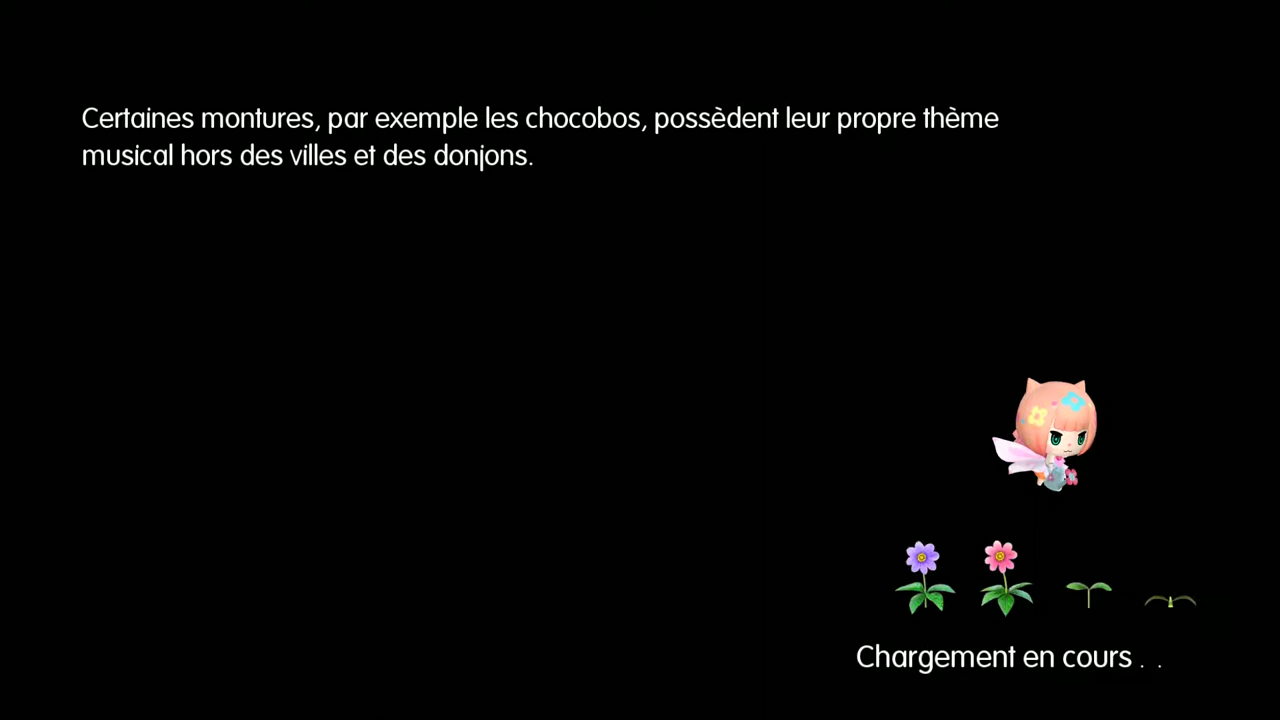 Certaines montures, par exemple les chocobos, possèdent leur propre thème
musical hors des villes et des donjons.
Chargement en cours . .